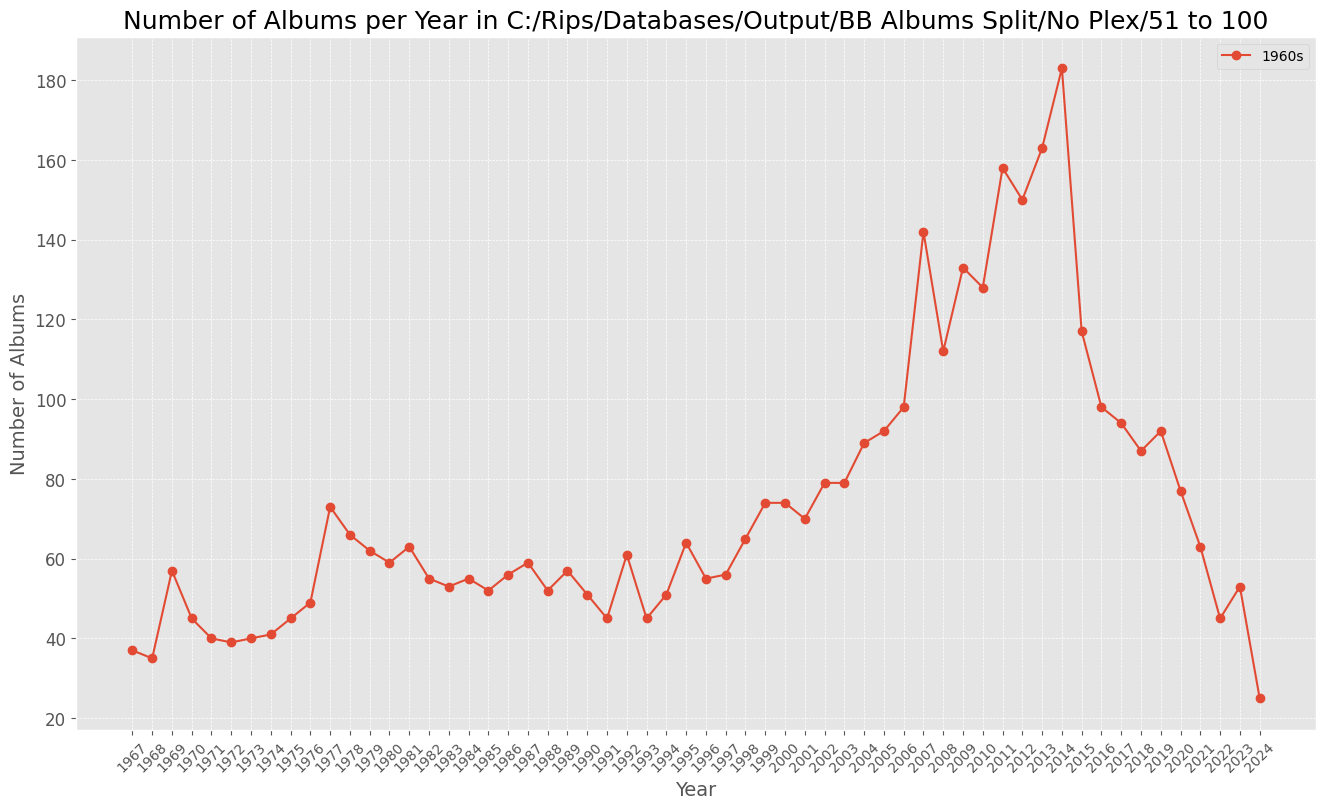 Number of Albums per Year in C:/Rips/Databases/Output/BB Albums Split/No Plex/51 to 100
1960s
180
160
140
120
100
80
60
40
20
Number of Albums
1967 1968 1969 1970 1971 1972 1973 1974 1975 1976 1977 1978 1979 1980 1981 1982 1983 1984 1985 1986 1987 1988 1989 1990 1991 1992 1993 1994 1995 1996 1997 1998 1999 2000 2001 2002 2003 2004 2005 2006 2007 2008 2009 2010 2011 2012 2013 2014 2015 2016 2017 2018 2019 2020 2021 2022 2023 2024
Year